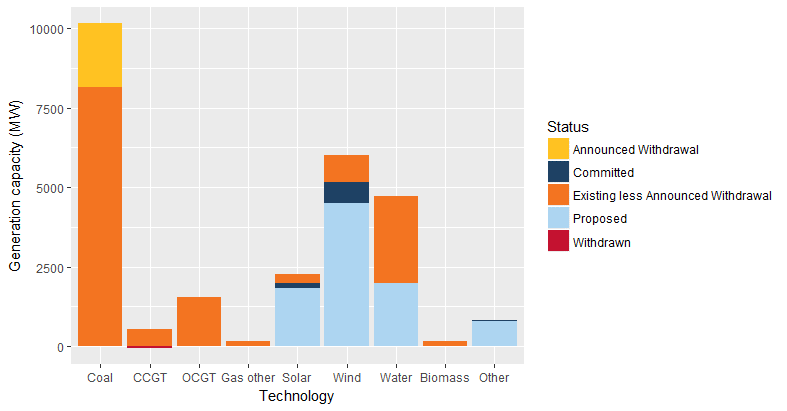 Generation capacity (MW)
10000
7500
5000
2500
0
Coal CCGT OCGT Gas other Solar Wind Water Biomass Other
Technology
Status
Announced Withdrawal
Committed
Existing less Announced Withdrawal
Proposed
Withdrawn